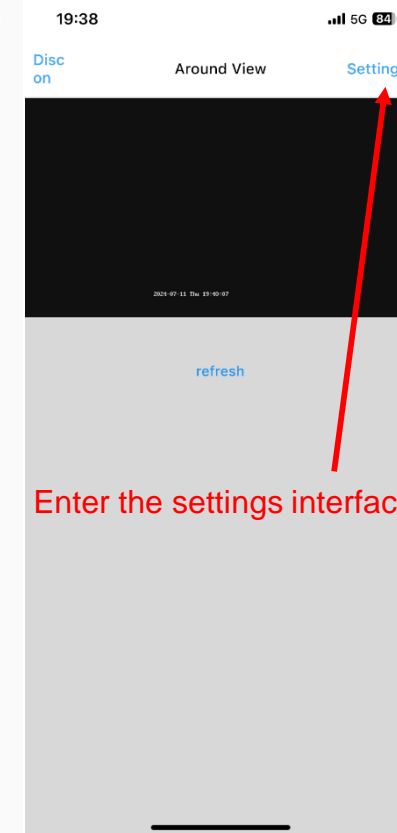 19:38 5G 84
Disc
on
Around View
Setting
2024-07-11 Thu 19:40:07
refresh
Enter the settings interfac